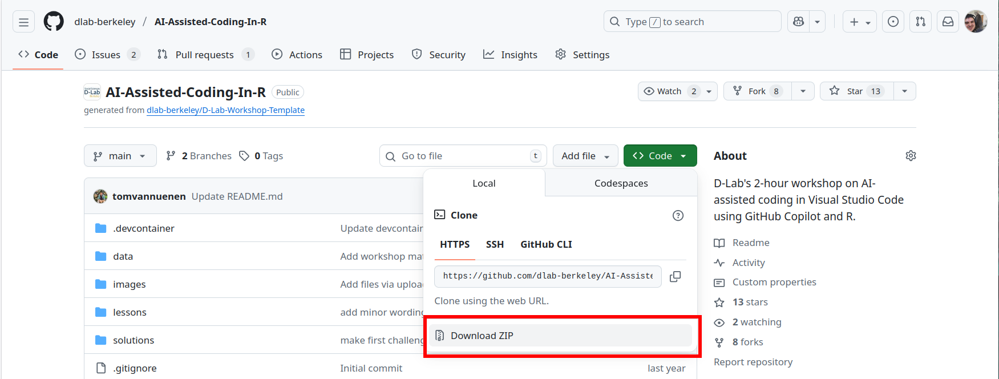 dlab-berkeley / AI-Assisted-Coding-In-R
Type / to search
Code
Issues 2
Pull requests 1
Actions
Projects
Security
Insights
Settings
D-Lab
AI-Assisted-Coding-In-R Public
Watch 2
Fork 8
Star 13
generated from dlab-berkeley/D-Lab-Workshop-Template
main
2 Branches
0 Tags
Go to file t
Add file
Code
tomvannuenen Update README.md
.devcontainer Update devcontain
data Add workshop mat
images Add files via uploa
lessons add minor wording
solutions make first challeng
.gitignore Initial commit last year
Local
Codespaces
Clone
HTTPS SSH GitHub CLI
https://github.com/dlab-berkeley/AI-Assiste
Clone using the web URL.
Download ZIP
About
D-Lab's 2-hour workshop on AI-
assisted coding in Visual Studio Code
using GitHub Copilot and R.
Readme
Activity
Custom properties
13 stars
2 watching
8 forks
Report repository